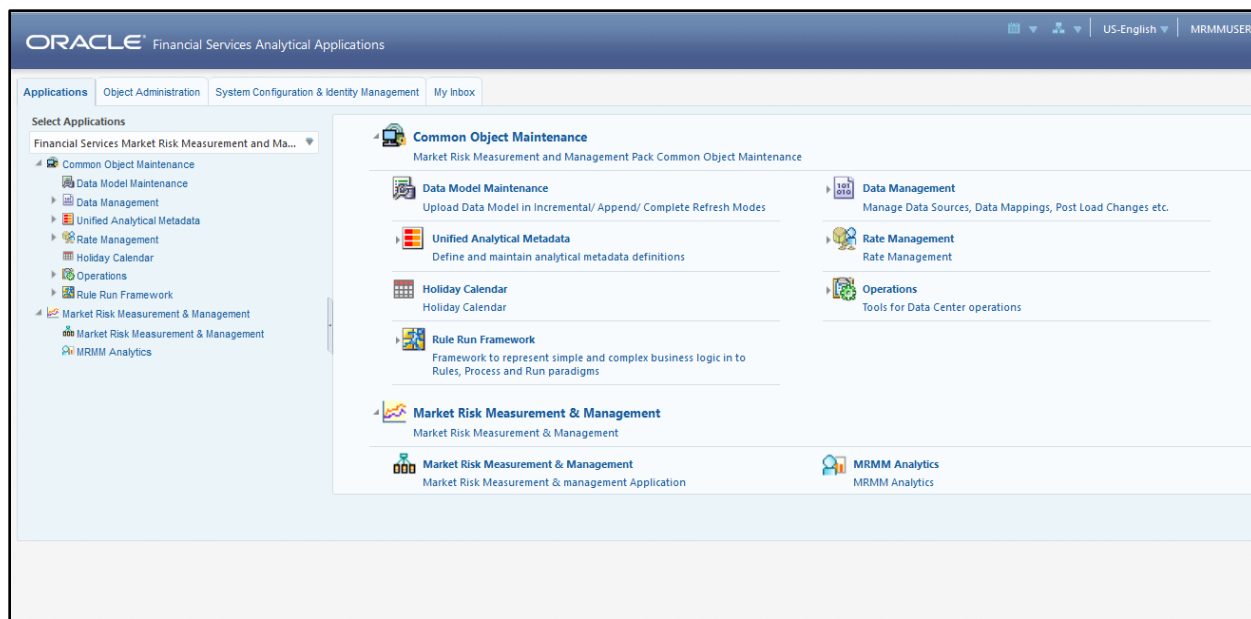 ORACLE® Financial Services Analytical Applications
US-English
MRMMUSER
Applications
Object Administration
System Configuration & Identity Management
My Inbox
Select Applications
Financial Services Market Risk Measurement and Ma...
Common Object Maintenance
Data Model Maintenance
Data Management
Unified Analytical Metadata
Rate Management
Holiday Calendar
Operations
Rule Run Framework
Market Risk Measurement & Management
Market Risk Measurement & Management
MRMM Analytics
Common Object Maintenance
Market Risk Measurement and Management Pack Common Object Maintenance
Data Model Maintenance
Upload Data Model in Incremental/ Append/ Complete Refresh Modes
Data Management
Manage Data Sources, Data Mappings, Post Load Changes etc.
Unified Analytical Metadata
Define and maintain analytical metadata definitions
Rate Management
Rate Management
Holiday Calendar
Holiday Calendar
Operations
Tools for Data Center operations
Rule Run Framework
Framework to represent simple and complex business logic in to
Rules, Process and Run paradigms
Market Risk Measurement & Management
Market Risk Measurement & Management
Market Risk Measurement & Management
Market Risk Measurement & management Application
MRMM Analytics
MRMM Analytics